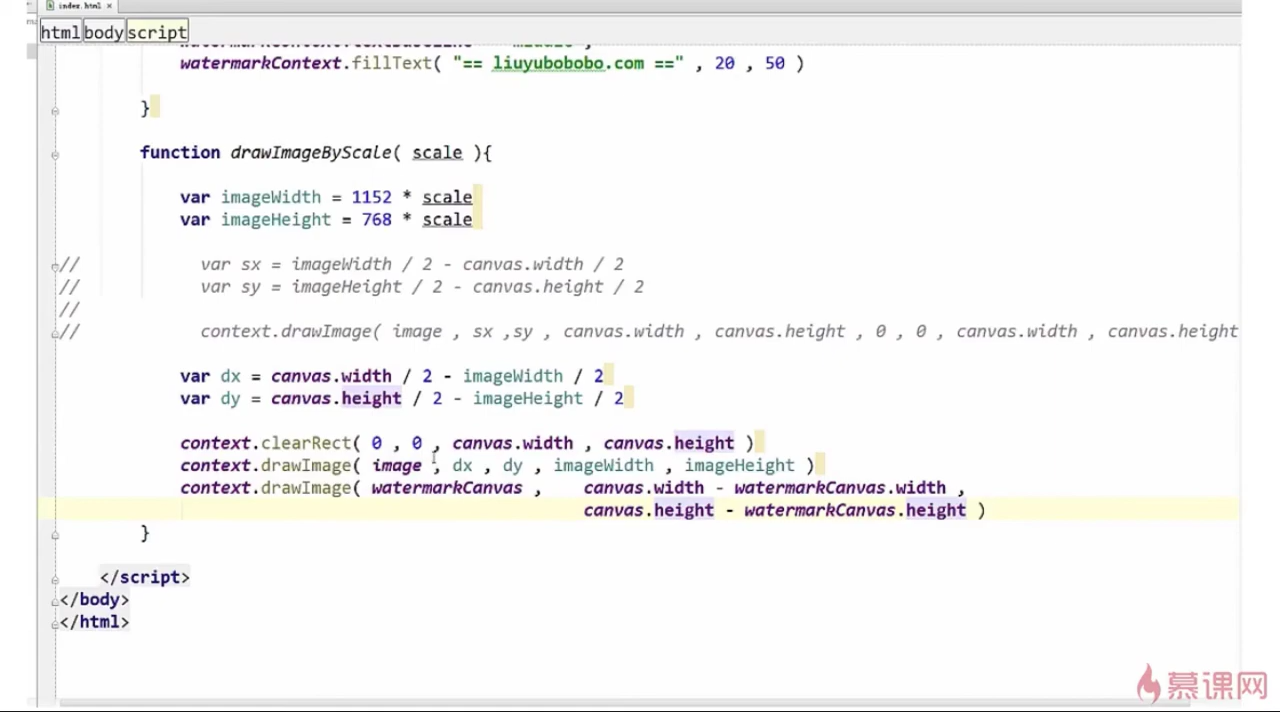 index.html ×
html body script
watermarkContext.textBaseline = "middle";
watermarkContext.fillText( "== liuyubobobo.com ==" , 20 , 50 )
}
function drawImageByScale( scale ){
var imageWidth = 1152 * scale
var imageHeight = 768 * scale
// var sx = imageWidth / 2 - canvas.width / 2
// var sy = imageHeight / 2 - canvas.height / 2
//
// context.drawImage( image , sx ,sy , canvas.width , canvas.height , 0 , 0 , canvas.width , canvas.height
var dx = canvas.width / 2 - imageWidth / 2
var dy = canvas.height / 2 - imageHeight / 2
context.clearRect( 0 , 0 , canvas.width , canvas.height )
context.drawImage( image , dx , dy , imageWidth , imageHeight )
context.drawImage( watermarkCanvas , canvas.width - watermarkCanvas.width ,
canvas.height - watermarkCanvas.height )
}
</script>
</body>
</html>
慕课网